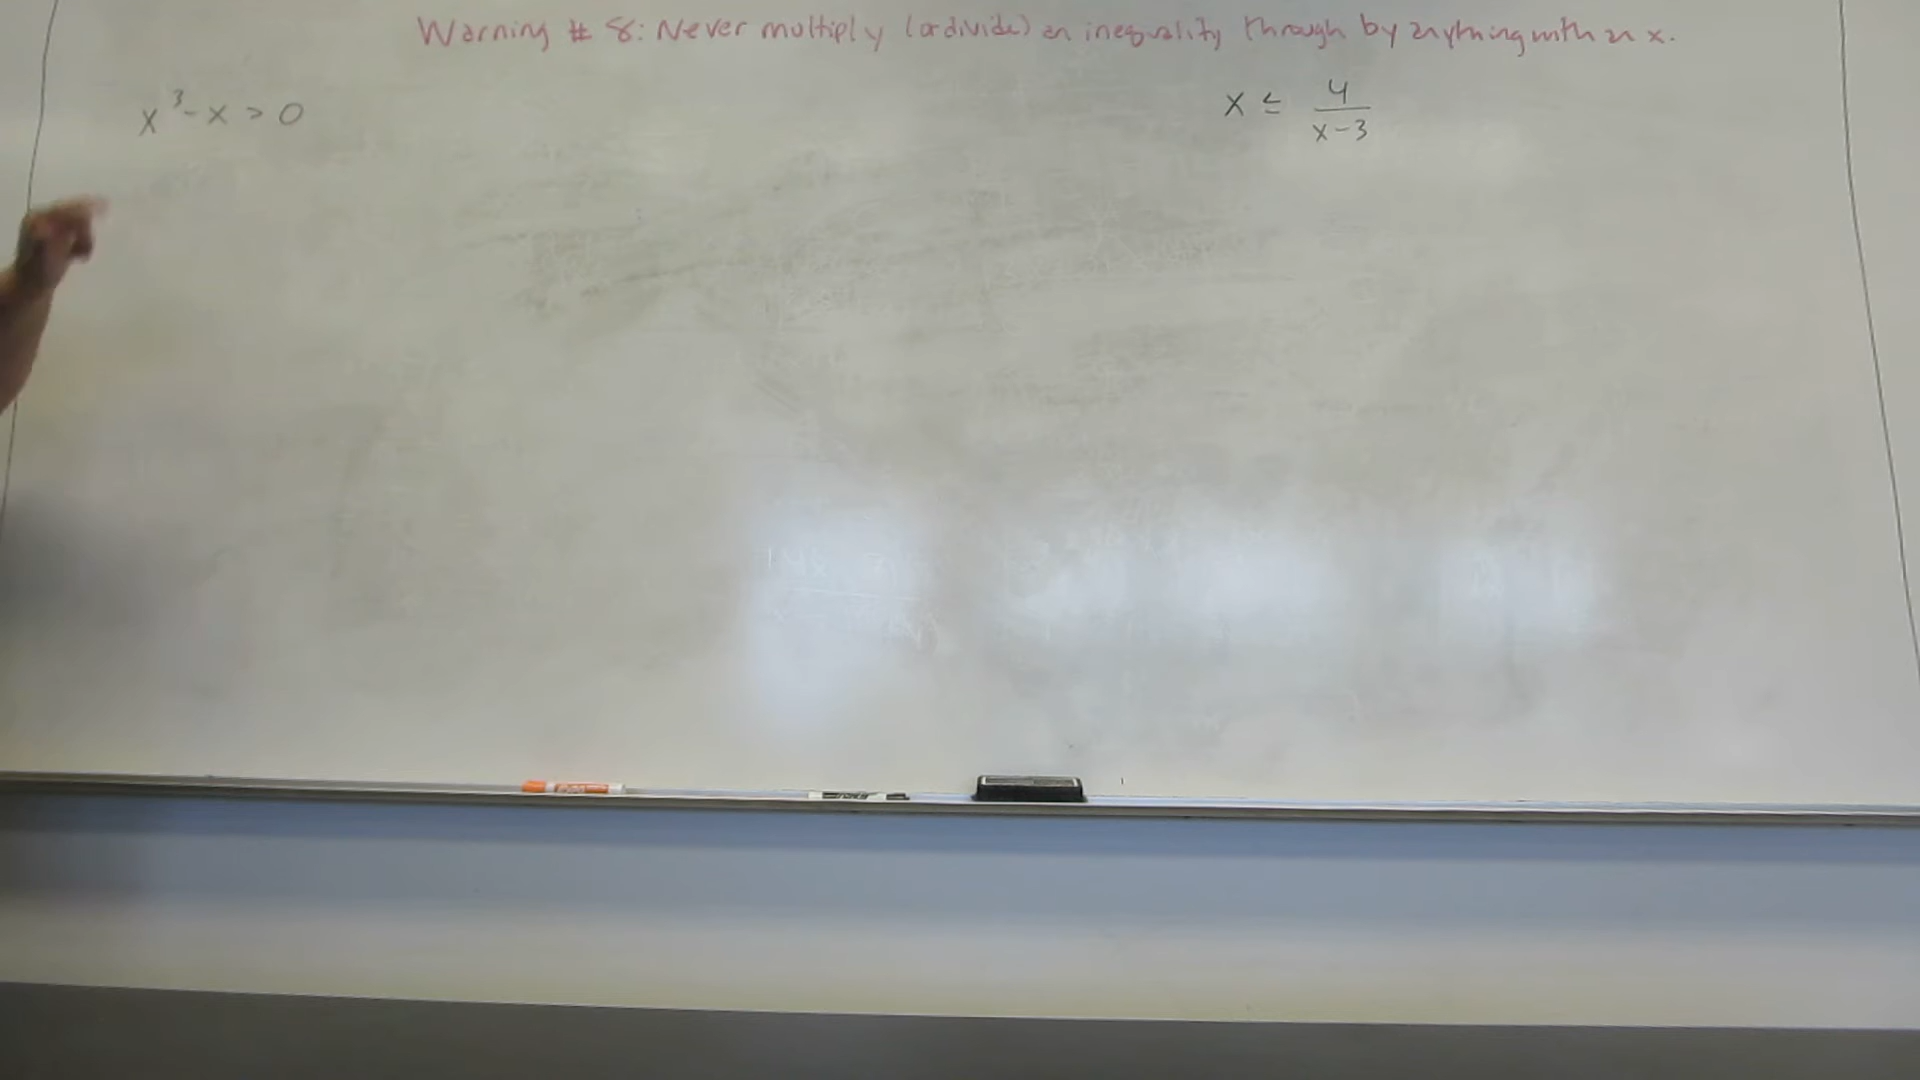 Warning # 8: Never multiply (or divide) an inequality through by anything with an x.
x³-x > 0
x ≤ 4/(x-3)